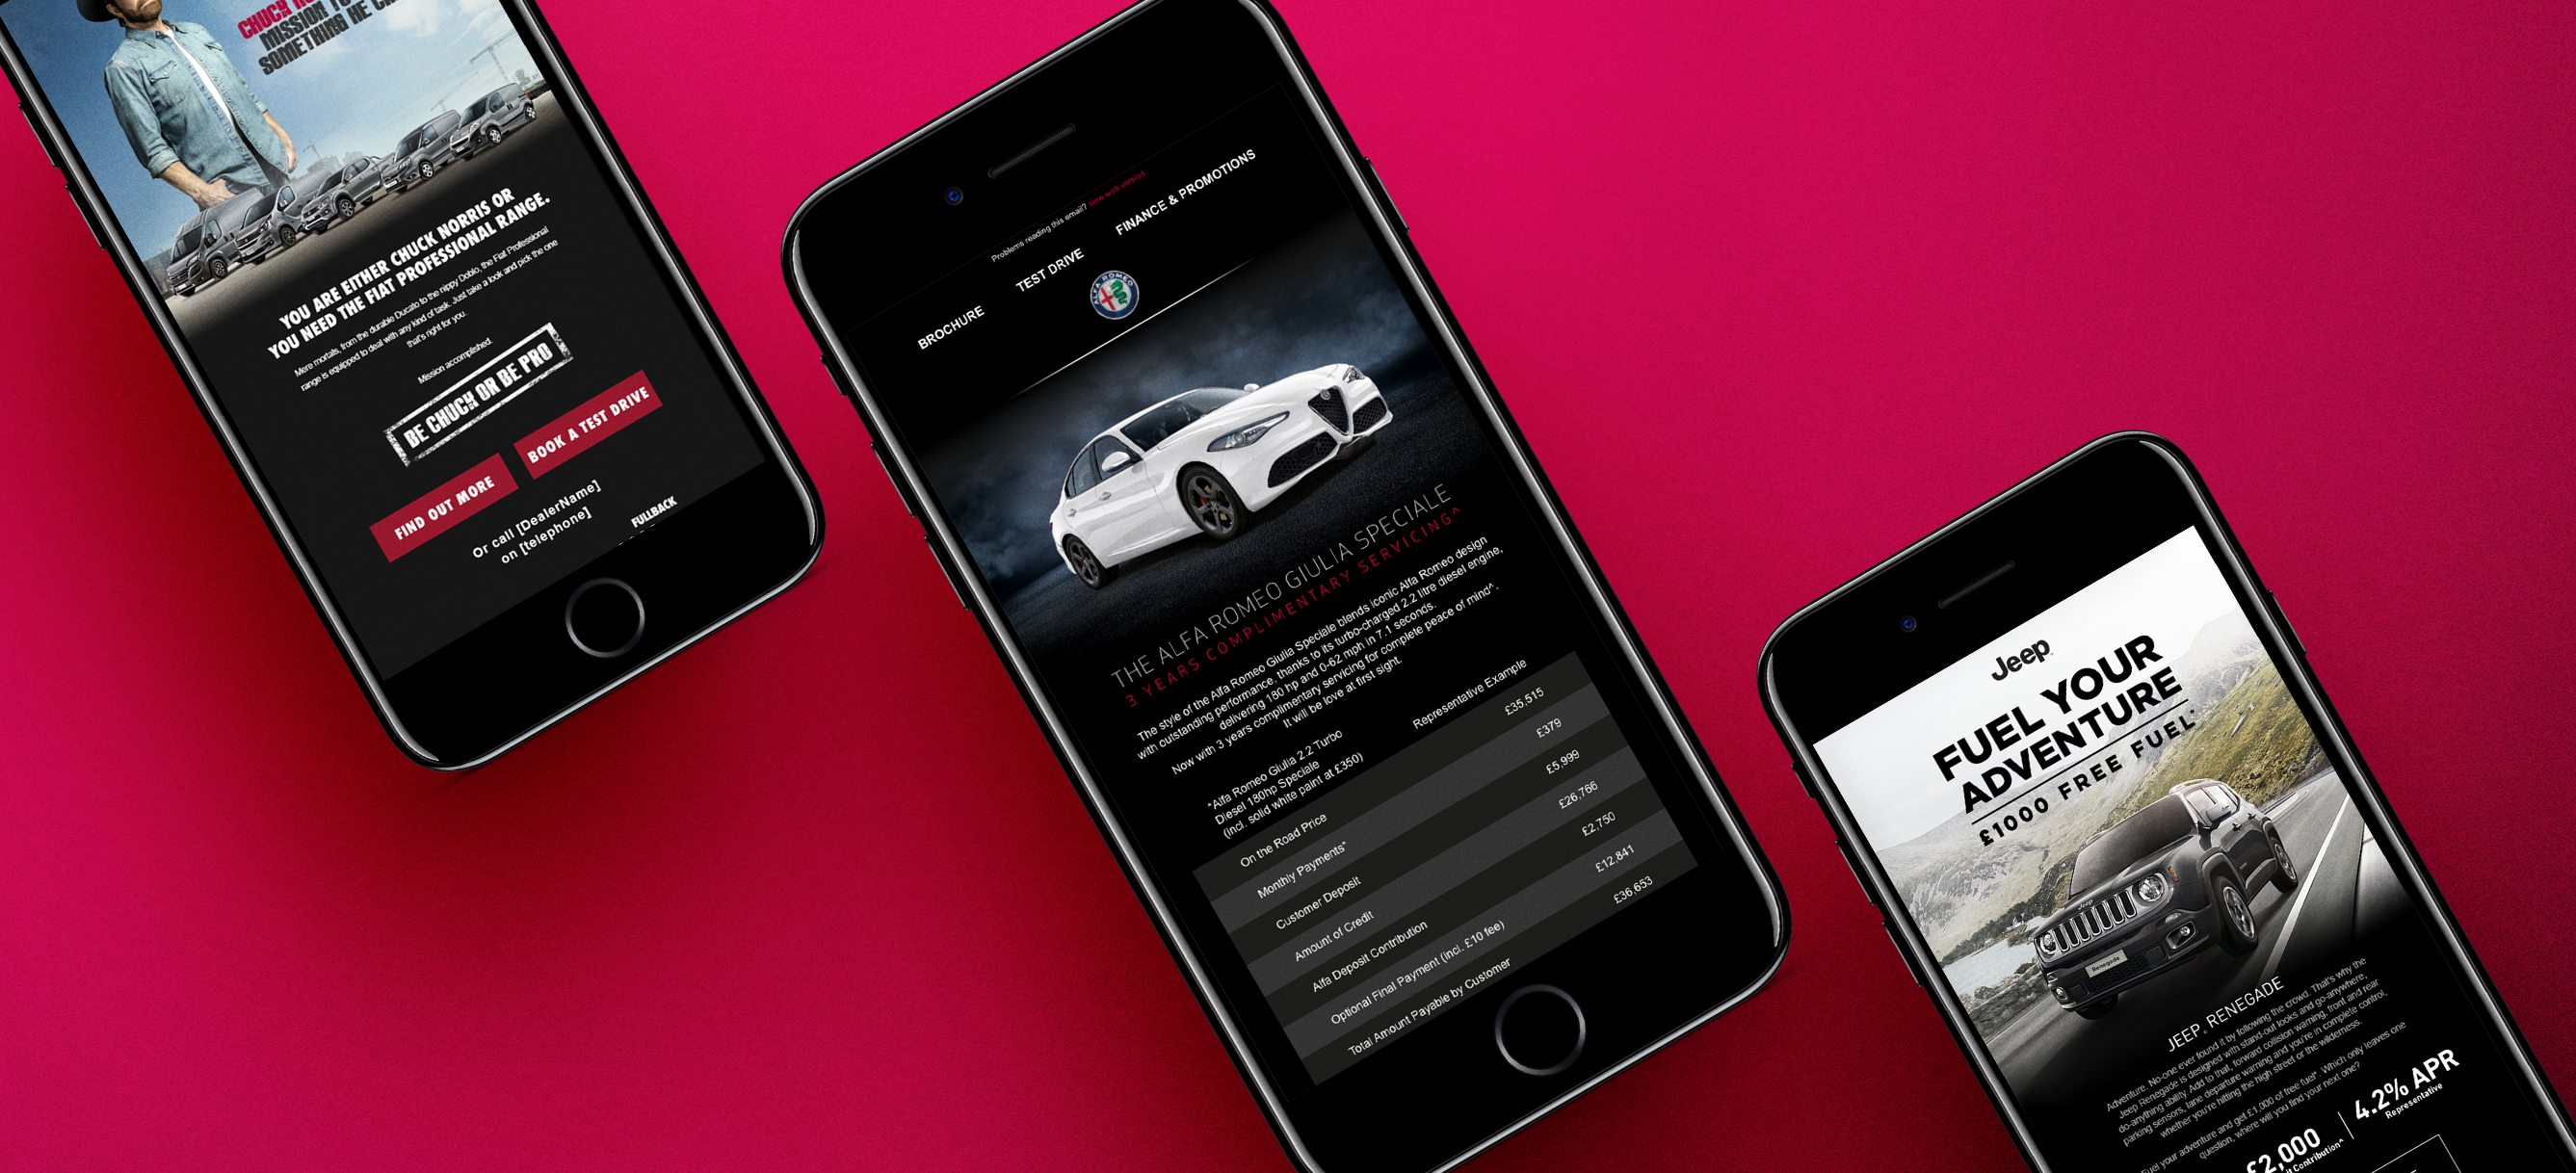 CHUCK
MISSION TO
SOMETHING HE
YOU ARE EITHER CHUCK NORRIS OR
YOU NEED THE FIAT PROFESSIONAL RANGE.
Mere mortals, from the durable Ducato to the nippy Doblo, the Fiat Professional
range is equipped to deal with any kind of task. Just take a look and pick the one
that's right for you.
Mission accomplished.
BE CHUCK OR BE PRO
FIND OUT MORE
BOOK A TEST DRIVE
Or call [DealerName]
on [telephone]
FULLBACK
Problems reading this email? view web version
BROCHURE
TEST DRIVE
FINANCE & PROMOTIONS
ALFA ROMEO
THE ALFA ROMEO GIULIA SPECIALE
3 YEARS COMPLIMENTARY SERVICING^
The style of the Alfa Romeo Giulia Speciale blends iconic Alfa Romeo design
with outstanding performance, thanks to its turbo-charged 2.2 litre diesel engine,
delivering 180 hp and 0-62 mph in 7.1 seconds.
Now with 3 years complimentary servicing for complete peace of mind^.
It will be love at first sight.
*Alfa Romeo Giulia 2.2 Turbo
Diesel 180hp Speciale
(incl. solid white paint at £350)
Representative Example
On the Road Price £35,515
Monthly Payments* £379
Customer Deposit £5,999
Amount of Credit £26,766
Alfa Deposit Contribution £2,750
Optional Final Payment (incl. £10 fee) £12,841
Total Amount Payable by Customer £36,653
Jeep
FUEL YOUR
ADVENTURE
£1000 FREE FUEL*
Jeep
Renegade
JEEP® RENEGADE
Adventure. No-one ever found it by following the crowd. That's why the
Jeep Renegade is designed with stand-out looks and go-anywhere,
do-anything ability. Add to that, forward collision warning, front and rear
parking sensors, lane departure warning and you're in complete control,
whether you're hitting the high street or the wilderness.
Fuel your adventure and get £1,000 of free fuel*. Which only leaves one
question, where will you find your next one?
£2,000
Contribution^
4.2% APR
Representative